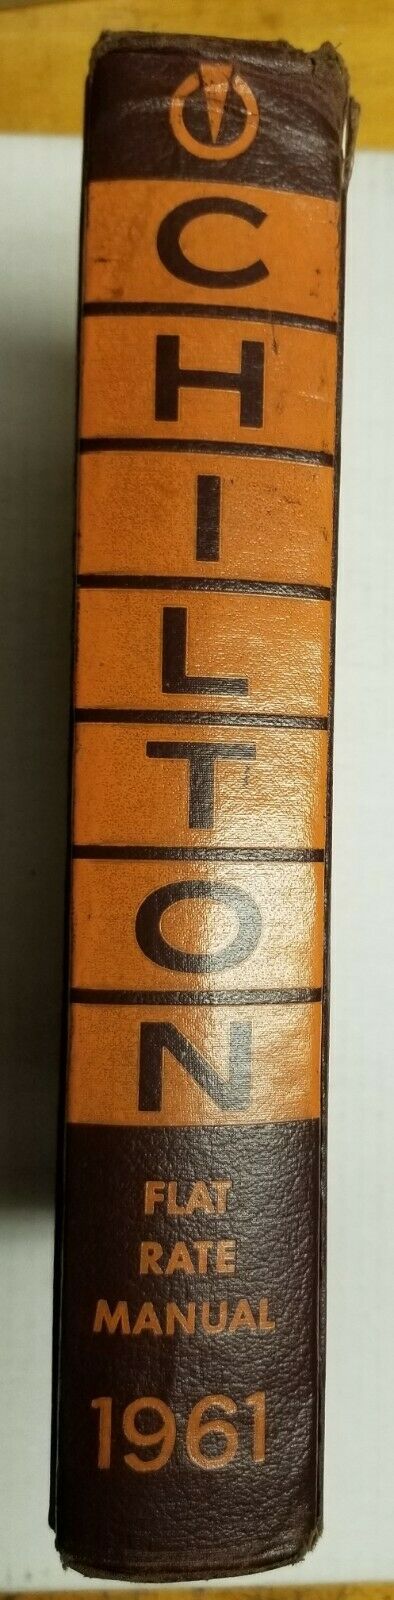 CHILTON
FLAT
RATE
MANUAL
1961